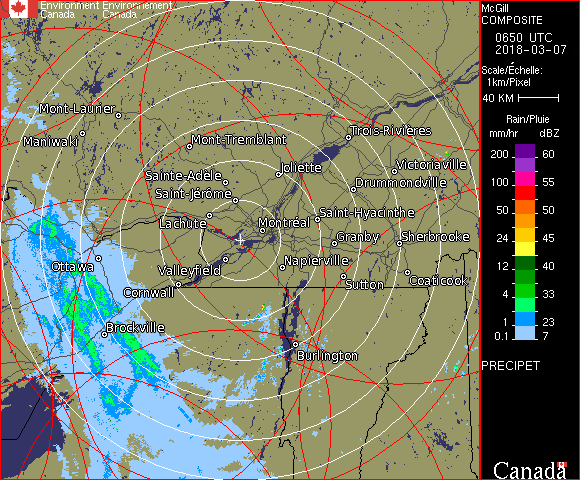 Environment Environnement
Canada Canada
McGill
COMPOSITE
0650 UTC
2018-03-07
Scale/Échelle:
1km/Pixel
40 KM
Rain/Pluie
mm/hr dBZ
200 60
155
100 55
50 50
24 45
12 40
4 33
1 23
0.1 7
PRECIPET
Canada
Mont-Laurier
Maniwaki
Mont-Tremblant
Trois-Rivières
Joliette
Victoriaville
Sainte-Adèle
Drummondville
Saint-Jérôme
Saint-Hyacinthe
Lachute
Montréal
Granby
Sherbrooke
Ottawa
Valleyfield
Napierville
Cornwall
Sutton
Coaticook
Brockville
Burlington